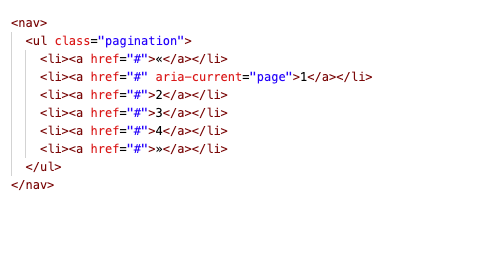 <nav>
<ul class="pagination">
<li><a href="#">«</a></li>
<li><a href="#" aria-current="page">1</a></li>
<li><a href="#">2</a></li>
<li><a href="#">3</a></li>
<li><a href="#">4</a></li>
<li><a href="#">»</a></li>
</ul>
</nav>